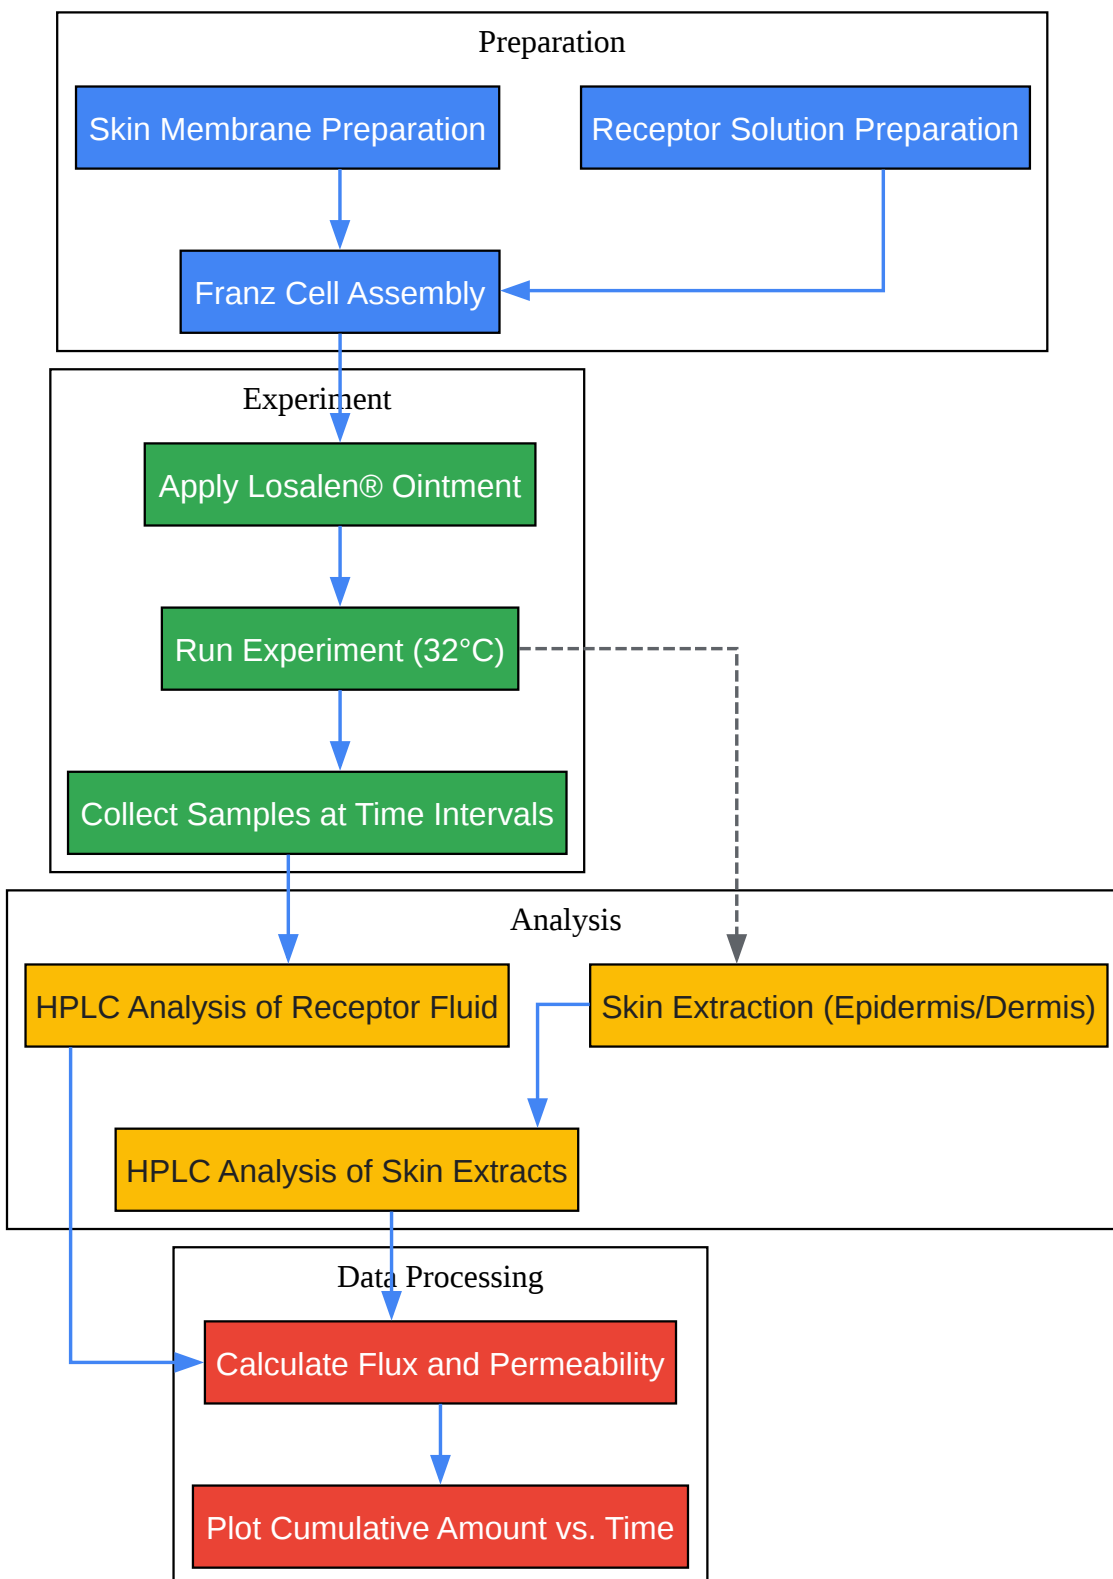 Preparation
Skin Membrane Preparation
Receptor Solution Preparation
Franz Cell Assembly
Experiment
Apply Losalen® Ointment
Run Experiment (32°C)
Collect Samples at Time Intervals
Analysis
HPLC Analysis of Receptor Fluid
Skin Extraction (Epidermis/Dermis)
HPLC Analysis of Skin Extracts
Data Processing
Calculate Flux and Permeability
Plot Cumulative Amount vs. Time